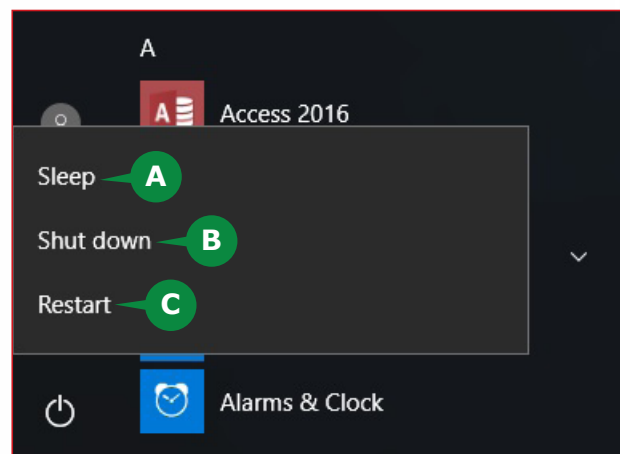 A
A Access 2016
Sleep A
Shut down B
Restart C
Alarms & Clock